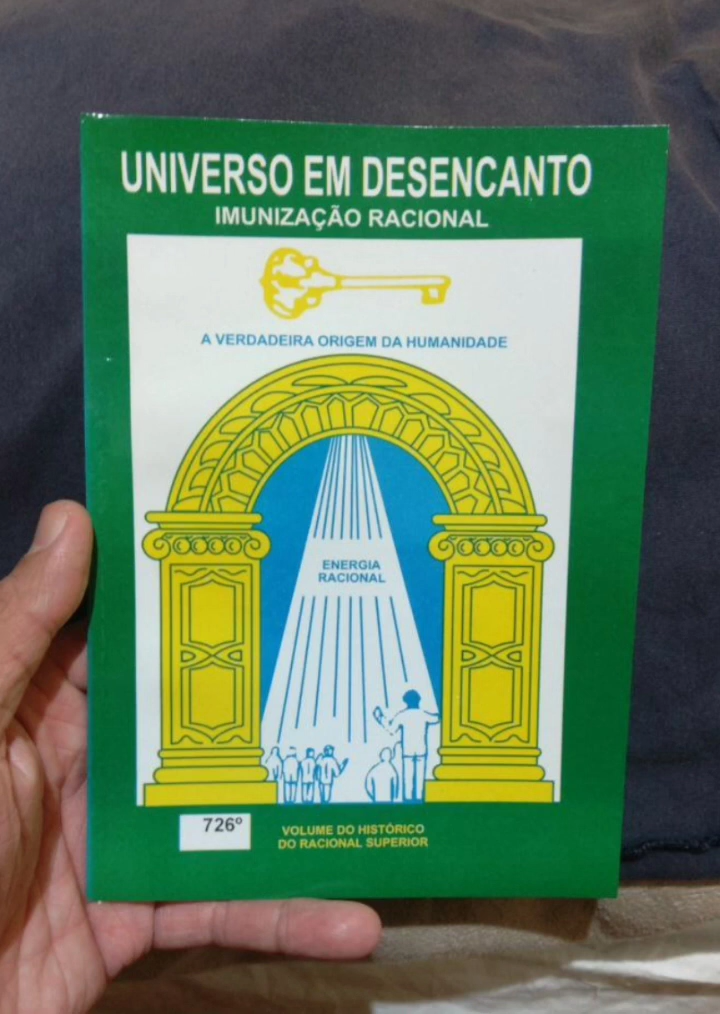 UNIVERSO EM DESENCANTO
IMUNIZAÇÃO RACIONAL
A VERDADEIRA ORIGEM DA HUMANIDADE
ENERGIA
RACIONAL
726º
VOLUME DO HISTÓRICO
DO RACIONAL SUPERIOR